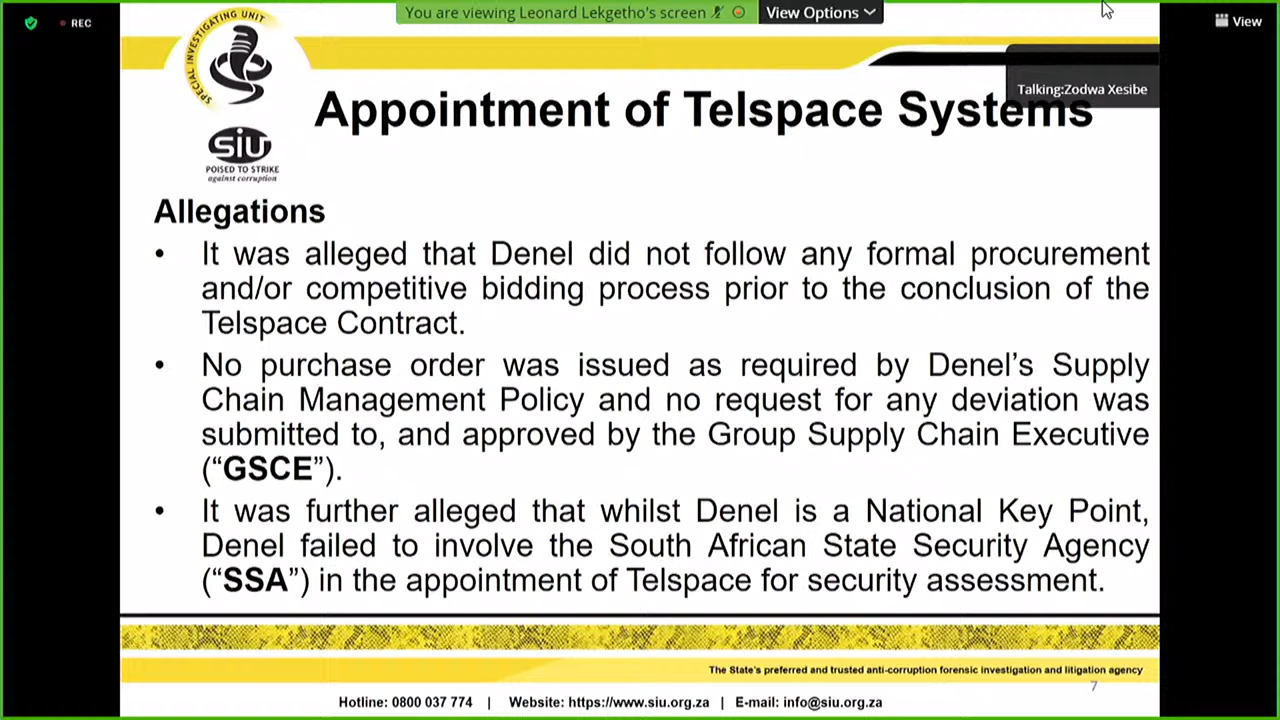 REC
You are viewing Leonard Lekgetho's screen
View Options
View
SPECIAL INVESTIGATING UNIT
SiU
POISED TO STRIKE
against corruption
Talking:Zodwa Xesibe
Appointment of Telspace Systems
Allegations
• It was alleged that Denel did not follow any formal procurement
and/or competitive bidding process prior to the conclusion of the
Telspace Contract.
• No purchase order was issued as required by Denel’s Supply
Chain Management Policy and no request for any deviation was
submitted to, and approved by the Group Supply Chain Executive
(“GSCE”).
• It was further alleged that whilst Denel is a National Key Point,
Denel failed to involve the South African State Security Agency
(“SSA”) in the appointment of Telspace for security assessment.
The State's preferred and trusted anti-corruption forensic investigation and litigation agency
7
Hotline: 0800 037 774 | Website: https://www.siu.org.za | E-mail: info@siu.org.za